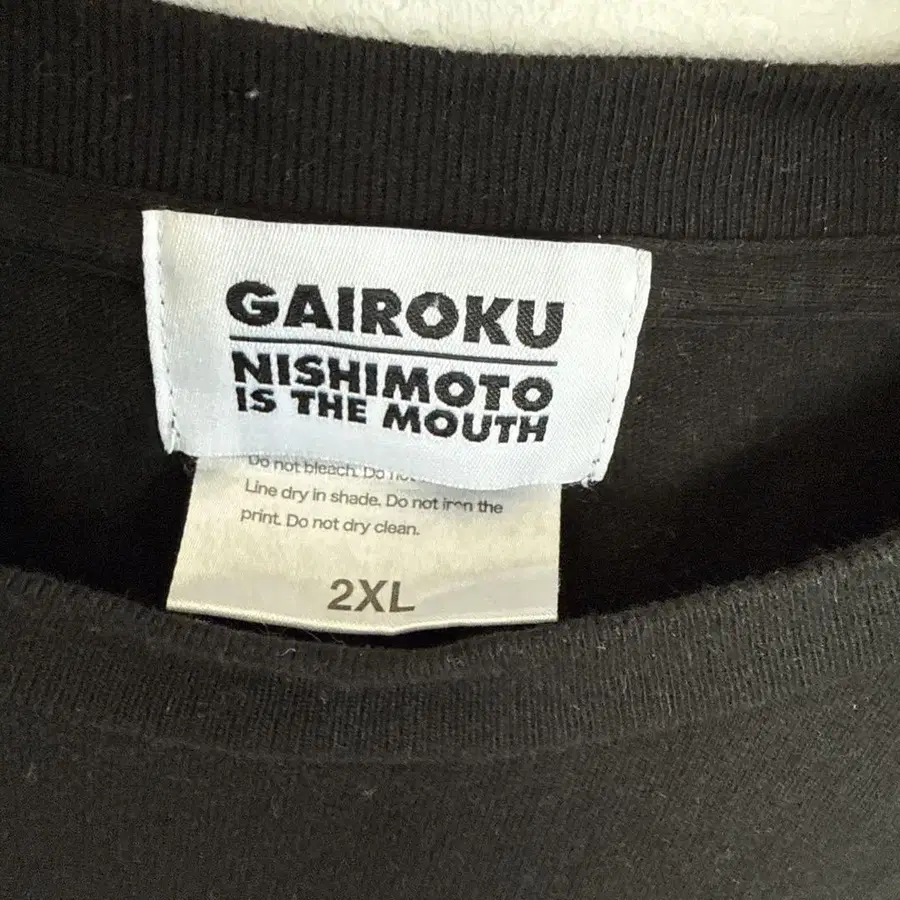 GAIROKU
NISHIMOTO
IS THE MOUTH
Do not bleach. Do
Line dry in shade. Do not iron the
print. Do not dry clean.
2XL